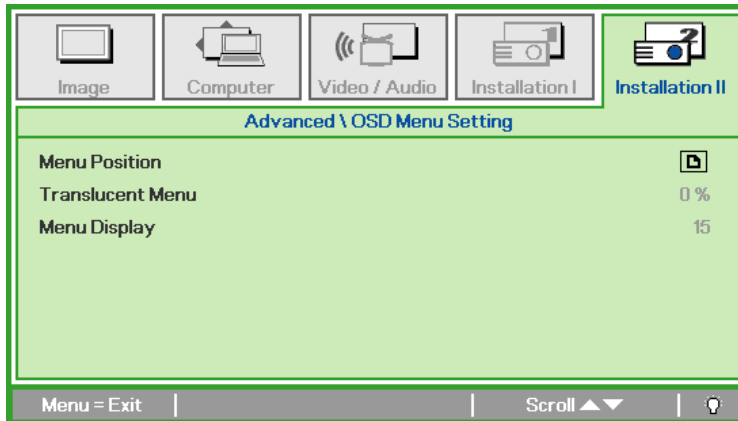 Image
Computer
Video / Audio
Installation I
Installation II
Advanced \ OSD Menu Setting
Menu Position
Translucent Menu 0 %
Menu Display 15
Menu = Exit Scroll ▲▼